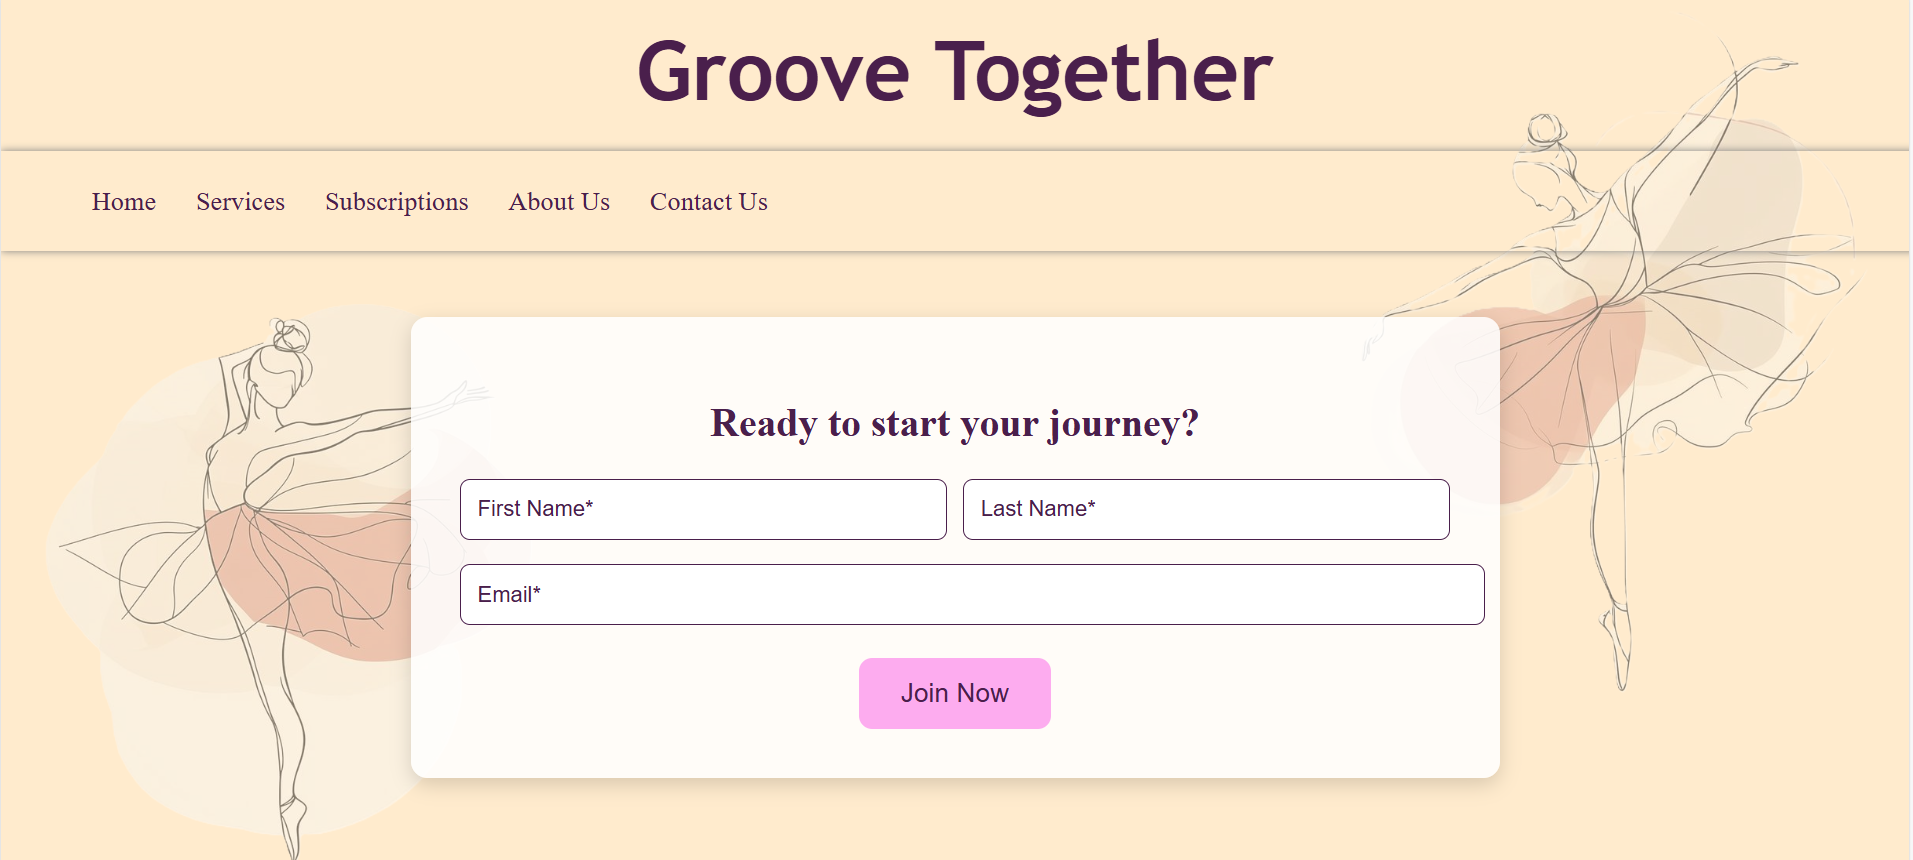 Groove Together
Home Services Subscriptions About Us Contact Us
Ready to start your journey?
First Name* Last Name*
Email*
Join Now